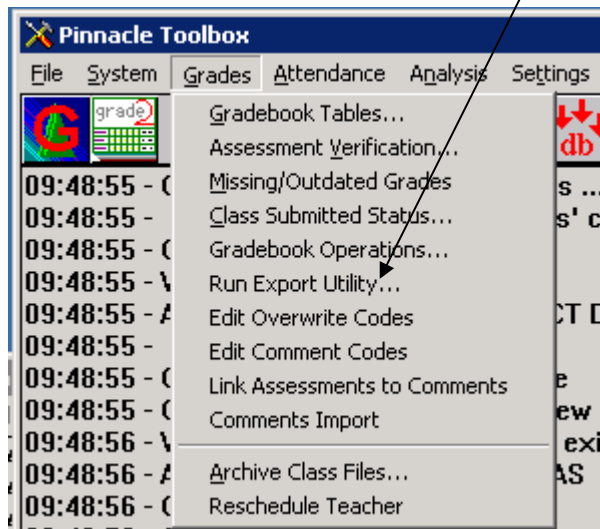 Pinnacle Toolbox
File System Grades Attendance Analysis Settings
grade
G
db
Gradebook Tables...
Assessment Verification...
Missing/Outdated Grades
Class Submitted Status...
Gradebook Operations...
Run Export Utility...
Edit Overwrite Codes
Edit Comment Codes
Link Assessments to Comments
Comments Import
Archive Class Files...
Reschedule Teacher
09:48:55 -
09:48:55 -
09:48:55 -
09:48:55 -
09:48:55 -
09:48:55 -
09:48:55 -
09:48:55 -
09:48:56 -
09:48:56 -
09:48:56 -